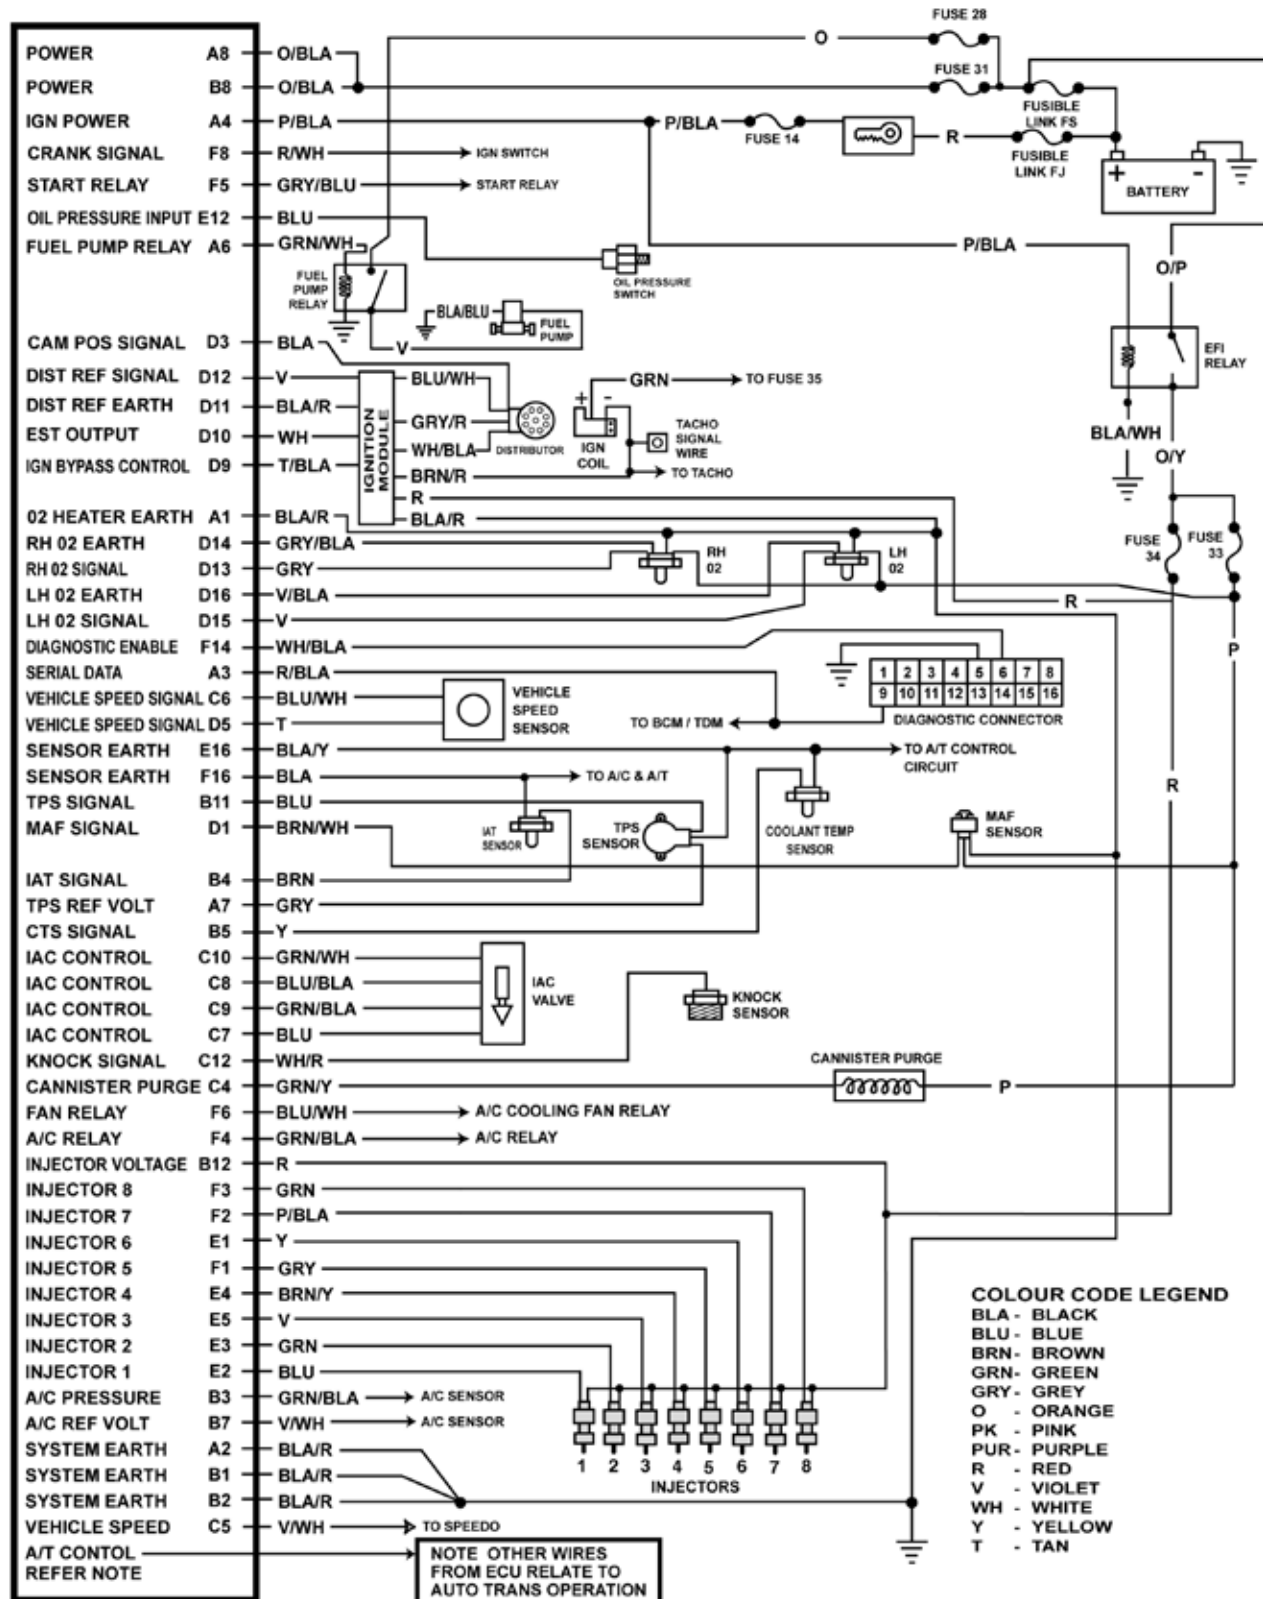 POWER A8 O/BLA
POWER B8 O/BLA
IGN POWER A4 P/BLA
CRANK SIGNAL F8 R/WH IGN SWITCH
START RELAY F5 GRY/BLU START RELAY
OIL PRESSURE INPUT E12 BLU
FUEL PUMP RELAY A6 GRN/WH
CAM POS SIGNAL D3 BLA
DIST REF SIGNAL D12 V
DIST REF EARTH D11 BLA/R
EST OUTPUT D10 WH
IGN BYPASS CONTROL D9 T/BLA
02 HEATER EARTH A1 BLA/R
RH 02 EARTH D14 GRY/BLA
RH 02 SIGNAL D13 GRY
LH 02 EARTH D16 V/BLA
LH 02 SIGNAL D15 V
DIAGNOSTIC ENABLE F14 WH/BLA
SERIAL DATA A3 R/BLA
VEHICLE SPEED SIGNAL C6 BLU/WH
VEHICLE SPEED SIGNAL D5 T
SENSOR EARTH E16 BLA/Y
SENSOR EARTH F16 BLA TO A/C & A/T
TPS SIGNAL B11 BLU
MAF SIGNAL D1 BRN/WH
IAT SIGNAL B4 BRN
TPS REF VOLT A7 GRY
CTS SIGNAL B5 Y
IAC CONTROL C10 GRN/WH
IAC CONTROL C8 BLU/BLA
IAC CONTROL C9 GRN/BLA
IAC CONTROL C7 BLU
KNOCK SIGNAL C12 WH/R
CANNISTER PURGE C4 GRN/Y
FAN RELAY F6 BLU/WH A/C COOLING FAN RELAY
A/C RELAY F4 GRN/BLA A/C RELAY
INJECTOR VOLTAGE B12 R
INJECTOR 8 F3 GRN
INJECTOR 7 F2 P/BLA
INJECTOR 6 E1 Y
INJECTOR 5 F1 GRY
INJECTOR 4 E4 BRN/Y
INJECTOR 3 E5 V
INJECTOR 2 E3 GRN
INJECTOR 1 E2 BLU
A/C PRESSURE B3 GRN/BLA A/C SENSOR
A/C REF VOLT B7 V/WH A/C SENSOR
SYSTEM EARTH A2 BLA/R
SYSTEM EARTH B1 BLA/R
SYSTEM EARTH B2 BLA/R
VEHICLE SPEED C5 V/WH TO SPEEDO
A/T CONTOL
REFER NOTE
NOTE OTHER WIRES
FROM ECU RELATE TO
AUTO TRANS OPERATION
FUSE 28
O
FUSE 31
FUSIBLE
LINK FS
P/BLA
FUSE 14
R
FUSIBLE
LINK FJ
+ -
BATTERY
FUEL
PUMP
RELAY
OIL PRESSURE
SWITCH
BLA/BLU
FUEL
PUMP
V
P/BLA
O/P
EFI
RELAY
BLA/WH
O/Y
FUSE
34
FUSE
33
IGNITION
MODULE
BLU/WH
GRY/R
WH/BLA
BRN/R
R
BLA/R
DISTRIBUTOR
+ -
GRN
TO FUSE 35
IGN
COIL
TACHO
SIGNAL
WIRE
TO TACHO
RH
02
LH
02
R
P
1 2 3 4 5 6 7 8
9 10 11 12 13 14 15 16
DIAGNOSTIC CONNECTOR
TO BCM / TDM
VEHICLE
SPEED
SENSOR
TO A/T CONTROL
CIRCUIT
IAT
SENSOR
TPS
SENSOR
COOLANT TEMP
SENSOR
MAF
SENSOR
R
IAC
VALVE
KNOCK
SENSOR
CANNISTER PURGE
P
1 2 3 4 5 6 7 8
INJECTORS
COLOUR CODE LEGEND
BLA - BLACK
BLU - BLUE
BRN- BROWN
GRN- GREEN
GRY- GREY
O - ORANGE
PK - PINK
PUR- PURPLE
R - RED
V - VIOLET
WH - WHITE
Y - YELLOW
T - TAN